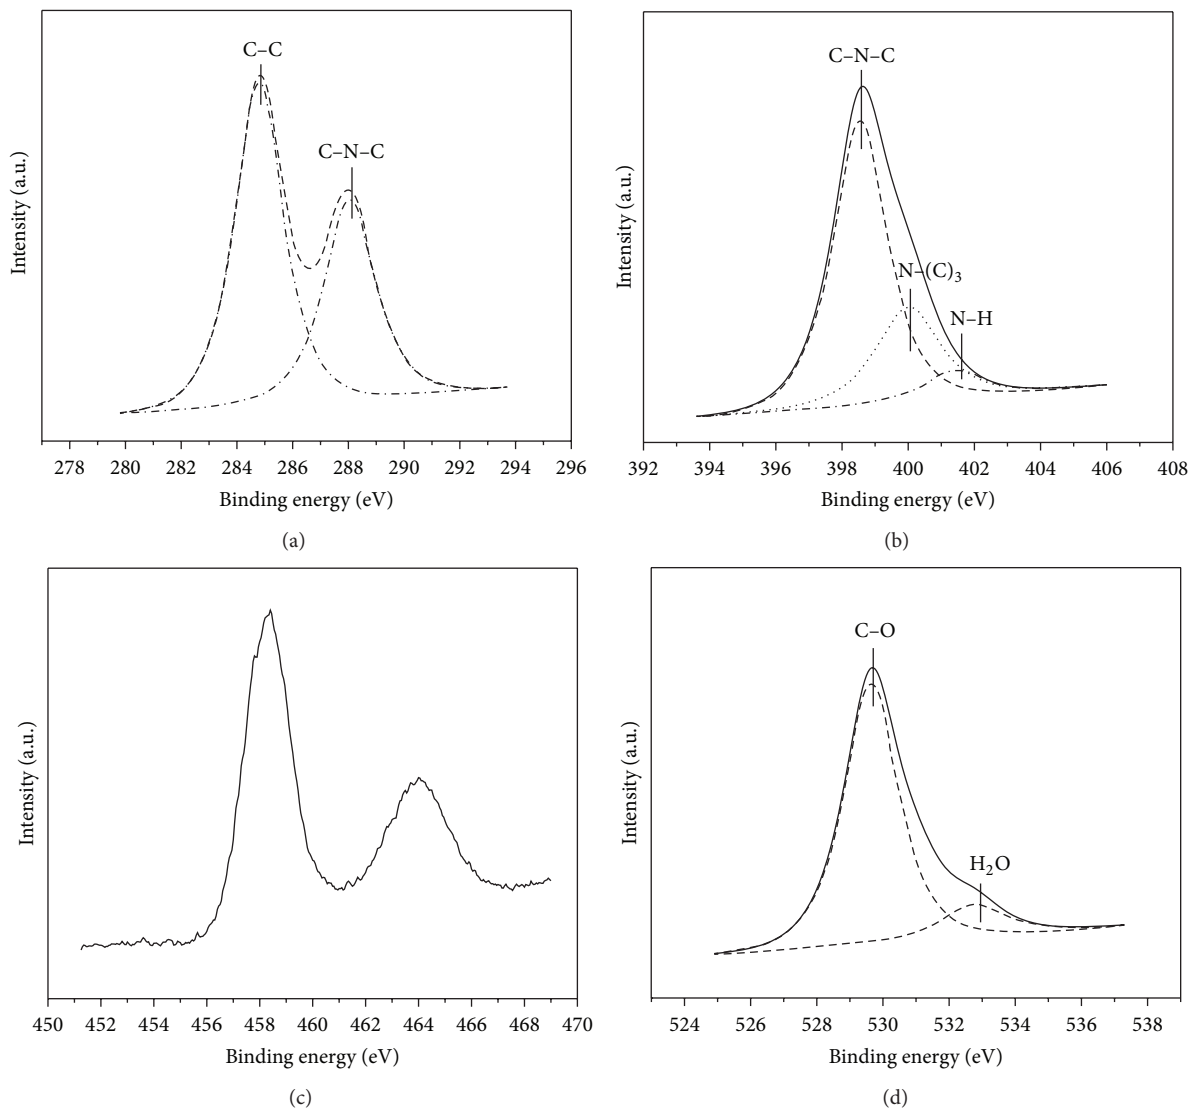 C–C
C–N–C
Intensity (a.u.)
278 280 282 284 286 288 290 292 294 296
Binding energy (eV)
(a)
C–N–C
N–(C)₃
N–H
Intensity (a.u.)
392 394 396 398 400 402 404 406 408
Binding energy (eV)
(b)
Intensity (a.u.)
450 452 454 456 458 460 462 464 466 468 470
Binding energy (eV)
(c)
C–O
H₂O
Intensity (a.u.)
524 526 528 530 532 534 536 538
Binding energy (eV)
(d)